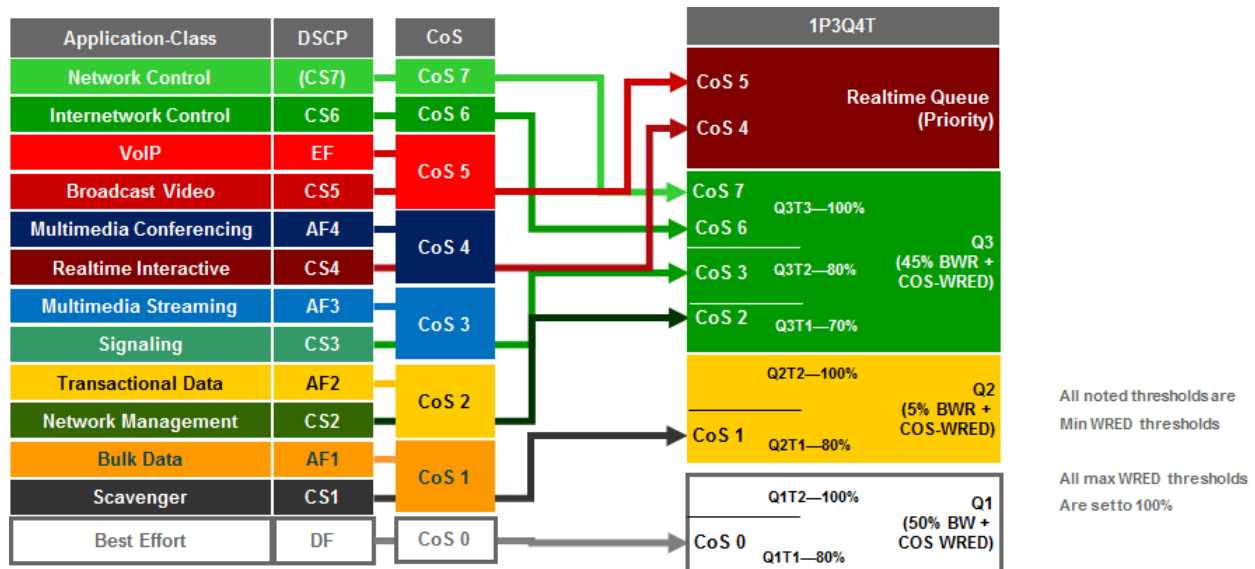 Application-Class DSCP CoS 1P3Q4T
Network Control (CS7) CoS 7
Internetwork Control CS6 CoS 6
VoIP EF CoS 5
Broadcast Video CS5
Multimedia Conferencing AF4 CoS 4
Realtime Interactive CS4
Multimedia Streaming AF3 CoS 3
Signaling CS3
Transactional Data AF2 CoS 2
Network Management CS2
Bulk Data AF1 CoS 1
Scavenger CS1
Best Effort DF CoS 0
CoS 5
Realtime Queue
(Priority)
CoS 4
CoS 7
Q3T3—100%
CoS 6
Q3
(45% BWR +
COS-WRED)
CoS 3 Q3T2—80%
CoS 2 Q3T1—70%
Q2T2—100%
Q2
(5% BWR +
COS-WRED)
CoS 1 Q2T1—80%
Q1T2—100%
Q1
(50% BW +
COS WRED)
CoS 0 Q1T1—80%
All noted thresholds are
Min WRED thresholds
All max WRED thresholds
Are set to 100%